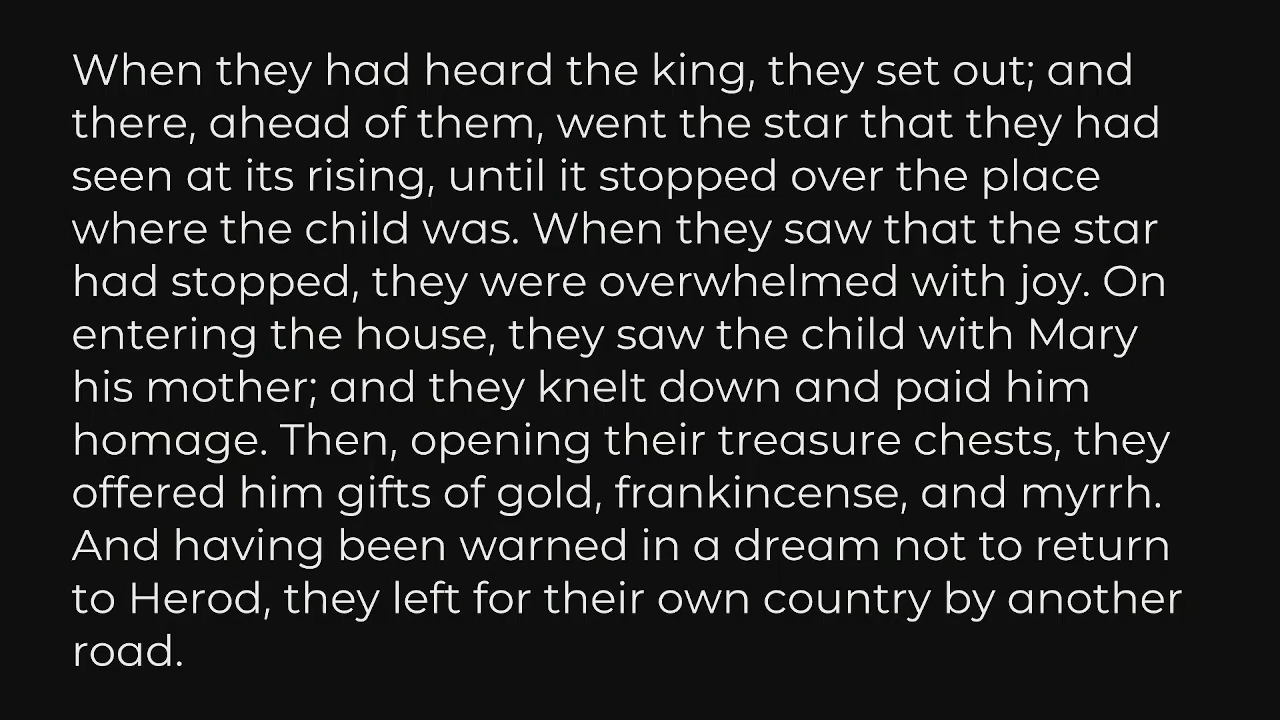 When they had heard the king, they set out; and
there, ahead of them, went the star that they had
seen at its rising, until it stopped over the place
where the child was. When they saw that the star
had stopped, they were overwhelmed with joy. On
entering the house, they saw the child with Mary
his mother; and they knelt down and paid him
homage. Then, opening their treasure chests, they
offered him gifts of gold, frankincense, and myrrh.
And having been warned in a dream not to return
to Herod, they left for their own country by another
road.